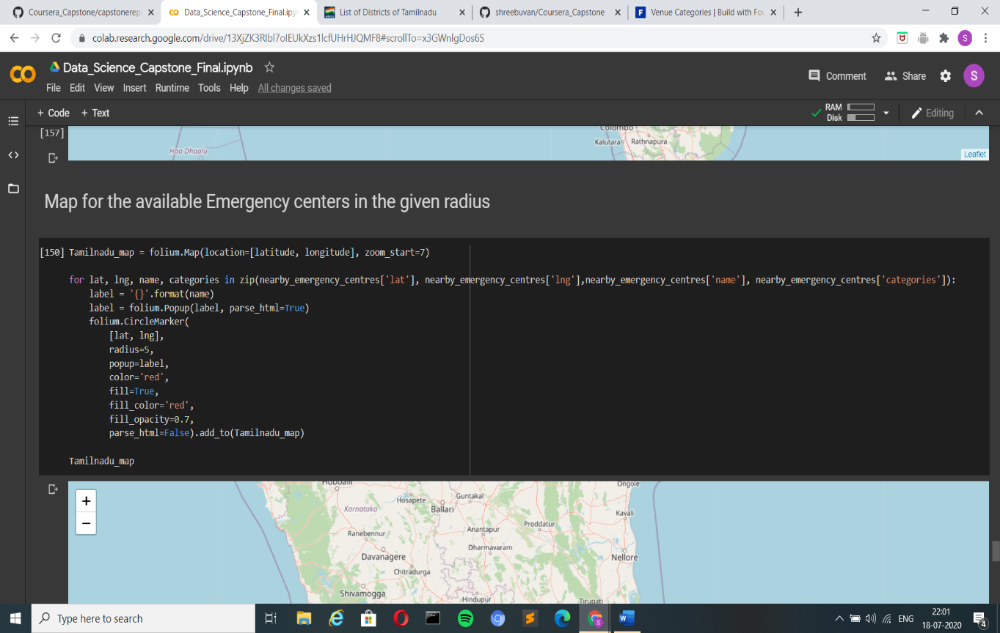 Coursera_Capstone/capstonerep
Data_Science_Capstone_Final.ipy
List of Districts of Tamilnadu
shreebuvan/Coursera_Capstone
Venue Categories | Build with Fou
colab.research.google.com/drive/13XjZK3RIbl7oIEUkXzs1lcfUHrHJQMF8#scrollTo=x3GWnlgDos6S
S
CO Data_Science_Capstone_Final.ipynb
Comment Share S
File Edit View Insert Runtime Tools Help All changes saved
+ Code + Text
RAM
Disk
Editing
[157]
Colombo
Kalutara Rathnapura
Haa Dhaalu
Leaflet
Map for the available Emergency centers in the given radius
[150] Tamilnadu_map = folium.Map(location=[latitude, longitude], zoom_start=7)
for lat, lng, name, categories in zip(nearby_emergency_centres['lat'], nearby_emergency_centres['lng'],nearby_emergency_centres['name'], nearby_emergency_centres['categories']):
label = '{}'.format(name)
label = folium.Popup(label, parse_html=True)
folium.CircleMarker(
[lat, lng],
radius=5,
popup=label,
color='red',
fill=True,
fill_color='red',
fill_opacity=0.7,
parse_html=False).add_to(Tamilnadu_map)
Tamilnadu_map
+
−
Hubballi
Ongole
Guntakal
Hosapete
Karnataka
Ballari
Kavali
Proddatur
Anantapur
Ranebennur
Dharmavaram
Davanagere
Nellore
Chitradurga
Shivamogga
Hindupur
Tirupati
Type here to search
ENG
22:01
18-07-2020
4